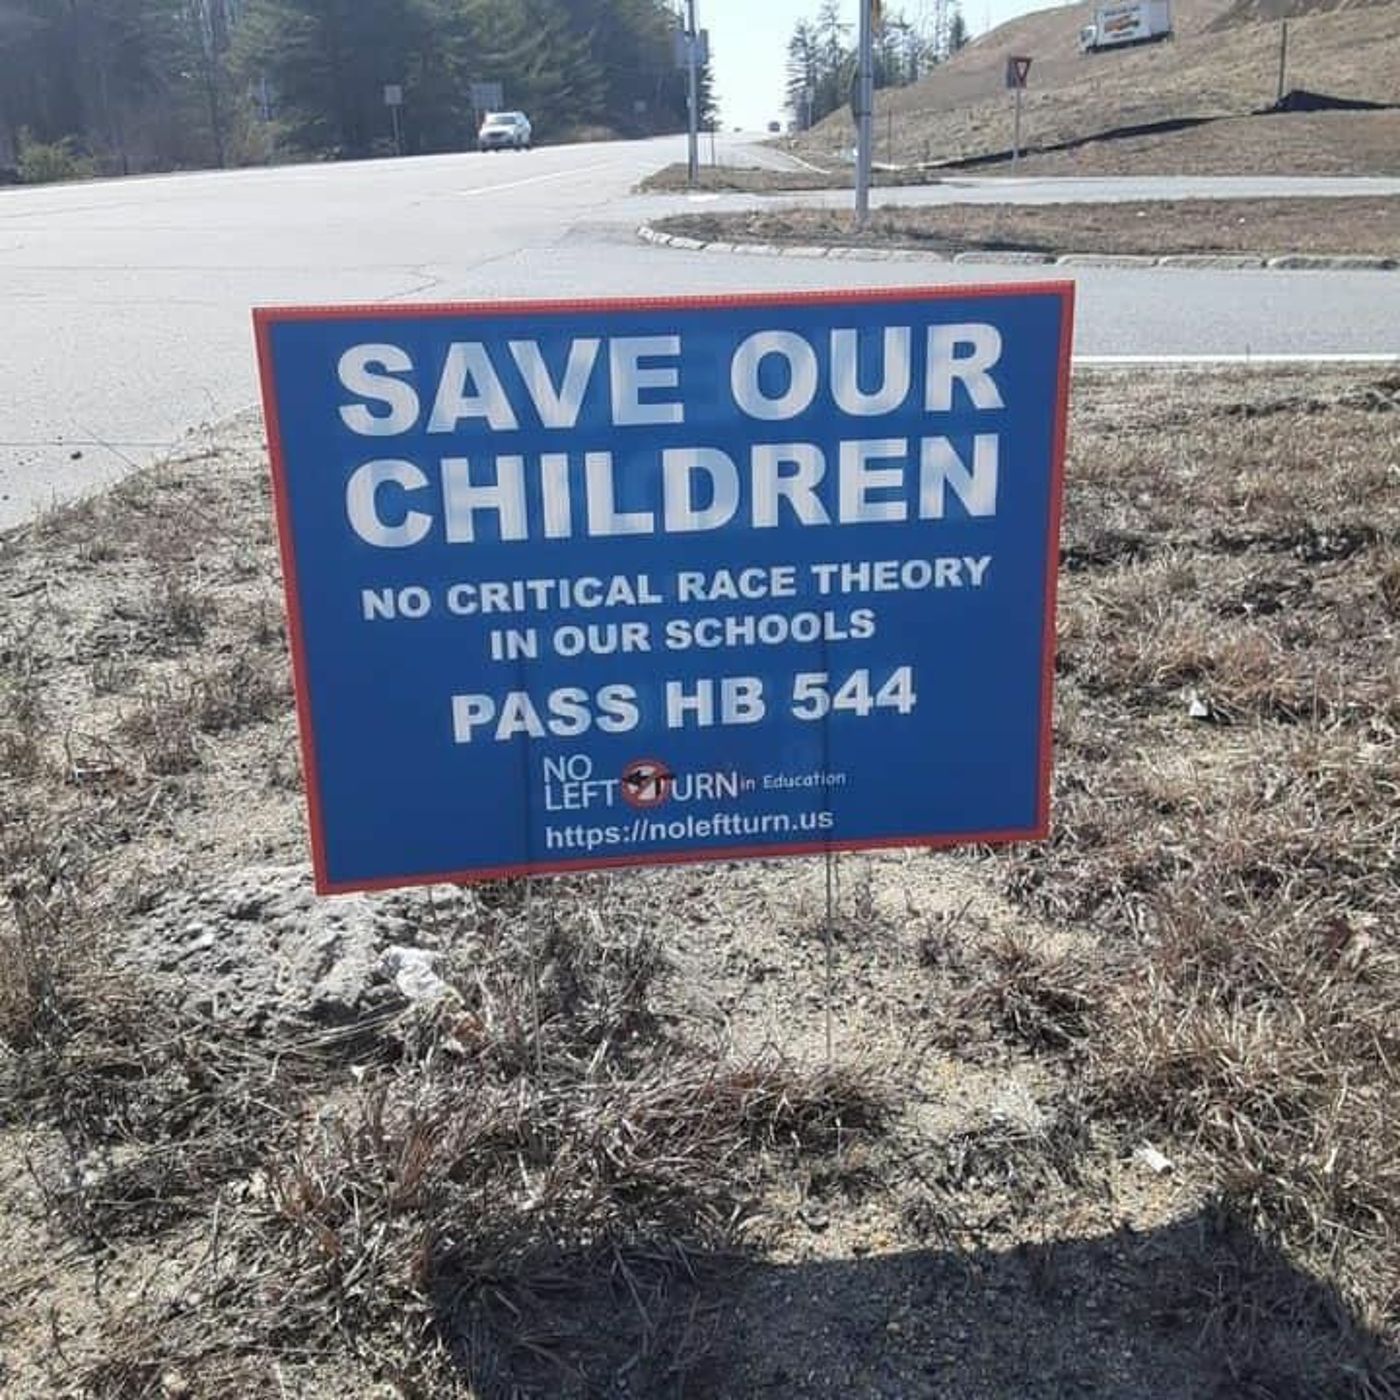 SAVE OUR
CHILDREN
NO CRITICAL RACE THEORY
IN OUR SCHOOLS
PASS HB 544
NO
LEFT TURN in Education
https://noleftturn.us